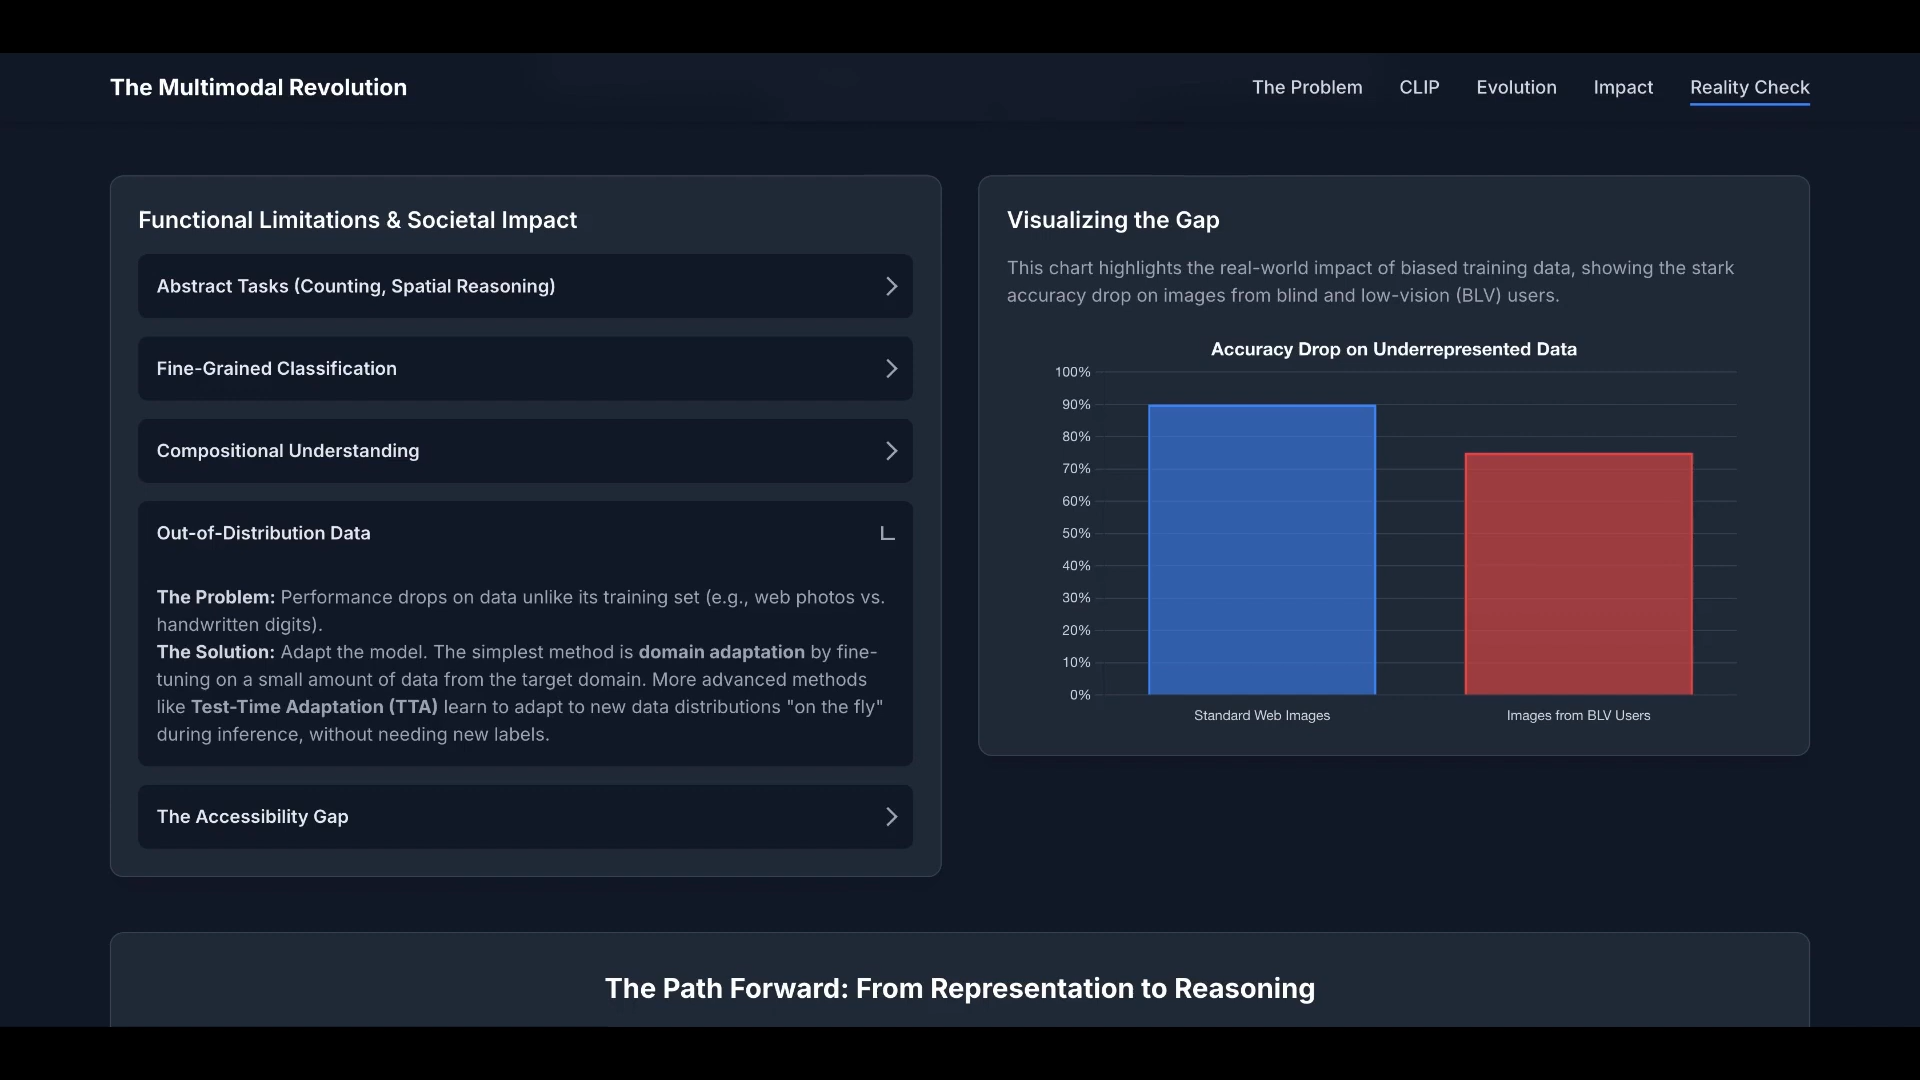 The Multimodal Revolution
The Problem
CLIP
Evolution
Impact
Reality Check
Functional Limitations & Societal Impact
Abstract Tasks (Counting, Spatial Reasoning)
Fine-Grained Classification
Compositional Understanding
Out-of-Distribution Data
The Problem: Performance drops on data unlike its training set (e.g., web photos vs.
handwritten digits).
The Solution: Adapt the model. The simplest method is domain adaptation by fine-
tuning on a small amount of data from the target domain. More advanced methods
like Test-Time Adaptation (TTA) learn to adapt to new data distributions "on the fly"
during inference, without needing new labels.
The Accessibility Gap
Visualizing the Gap
This chart highlights the real-world impact of biased training data, showing the stark
accuracy drop on images from blind and low-vision (BLV) users.
Accuracy Drop on Underrepresented Data
100%
90%
80%
70%
60%
50%
40%
30%
20%
10%
0%
Standard Web Images
Images from BLV Users
The Path Forward: From Representation to Reasoning